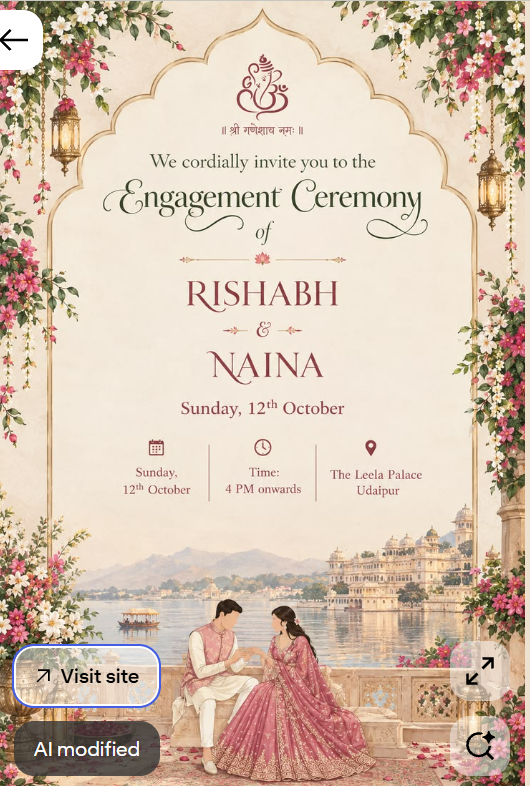 ॥ श्री गणेशाय नमः ॥
We cordially invite you to the
Engagement Ceremony
of
RISHABH
&
NAINA
Sunday, 12th October
Sunday,
12th October
Time:
4 PM onwards
The Leela Palace
Udaipur
Visit site
AI modified